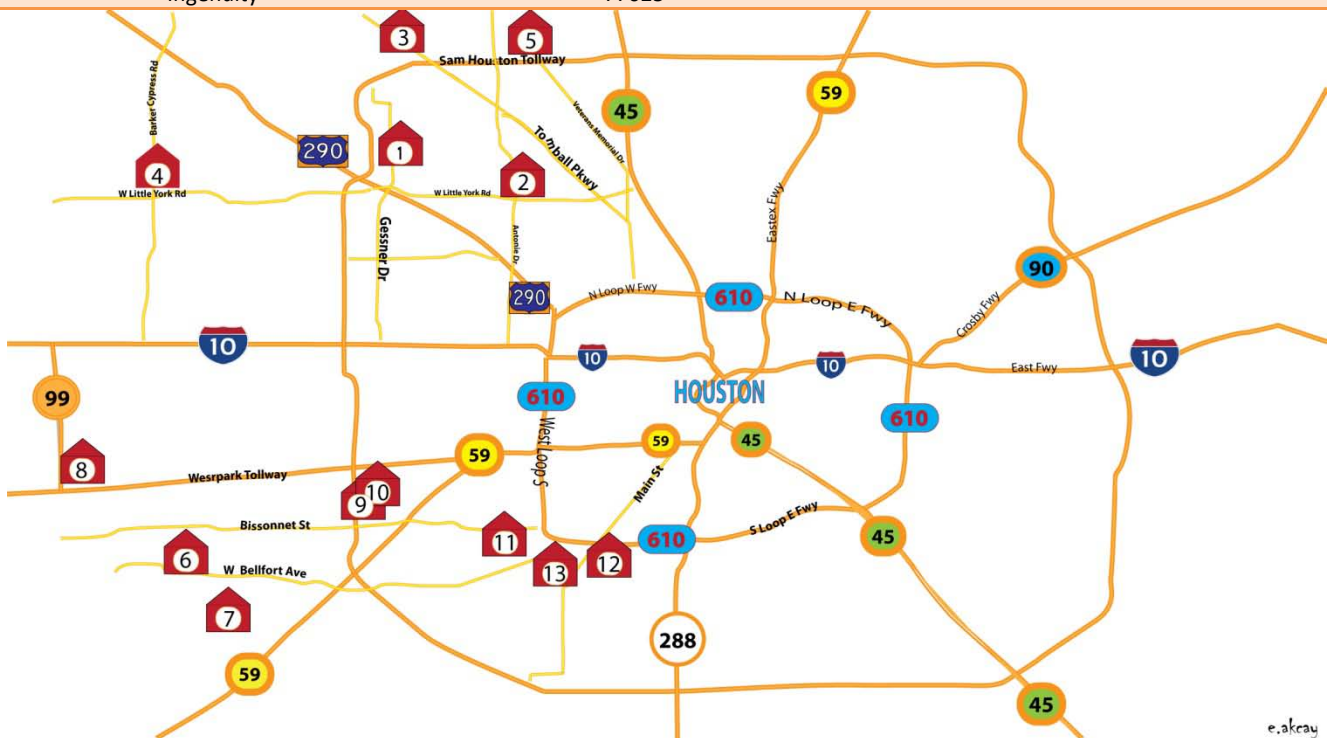 Ingenuity
3
5
Sam Houston Tollway
59
45
Barker Cypress Rd
Veterans Memorial Dr
290
1
Tomball Pkwy
4
2
W Little York Rd
W Little York Rd
Eastex Fwy
Gessner Dr
Antonie Dr
90
290
N Loop W Fwy
610
N Loop E Fwy
Crosby Fwy
10
10
10
East Fwy
10
99
610
HOUSTON
610
West Loop S
59
45
59
8
Wesrpark Tollway
Main St
10
9
Bissonnet St
11
S Loop E Fwy
610
45
6
W Bellfort Ave
13
12
7
288
59
45
e.akcay